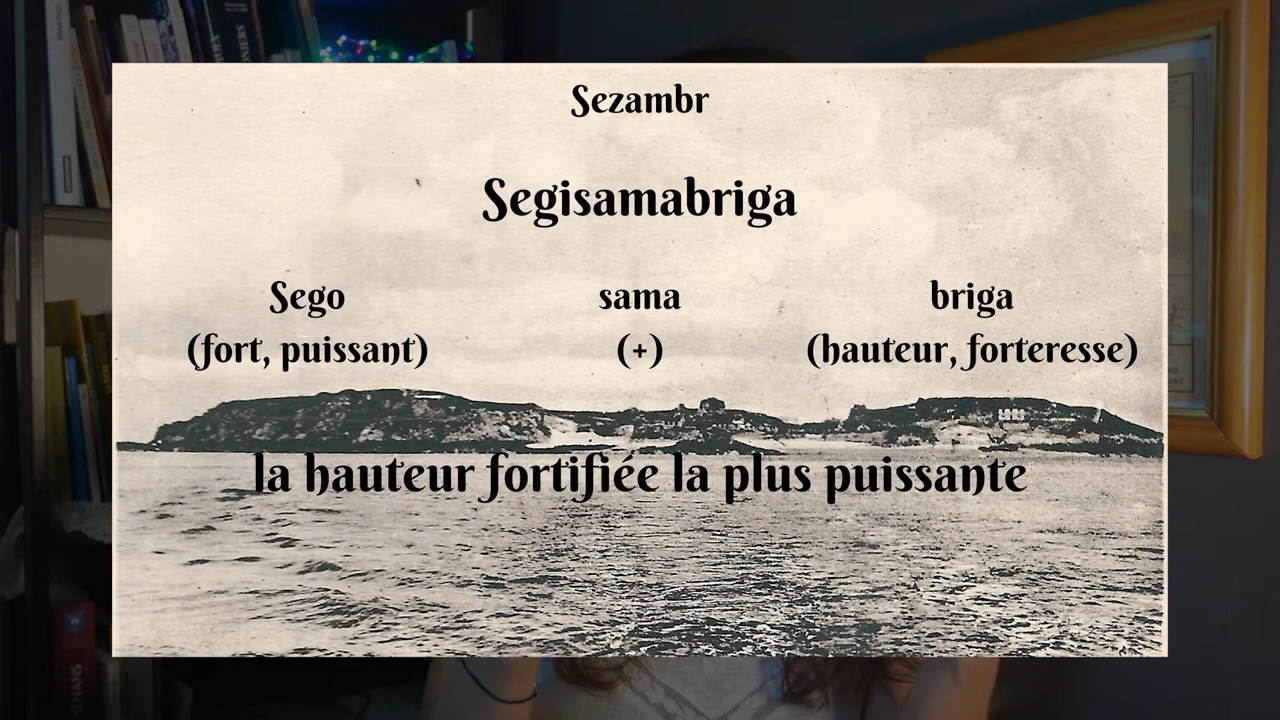 Sezambr
Segisamabriga
Sego sama briga
(fort, puissant) (+) (hauteur, forteresse)
la hauteur fortifiée la plus puissante